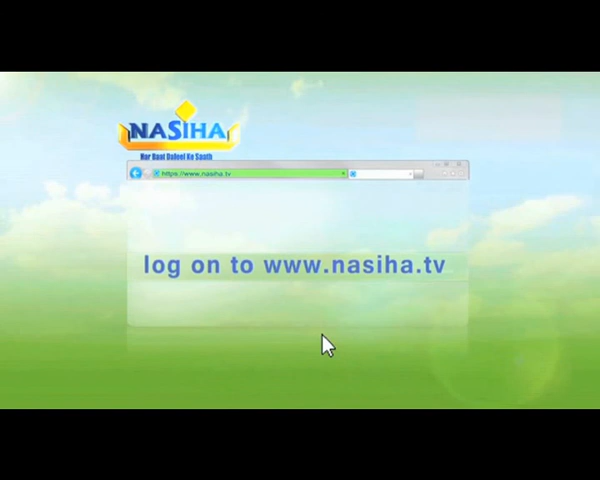 NASIHA
Har Baat Daleel Ke Saath
https://www.nasiha.tv
log on to www.nasiha.tv